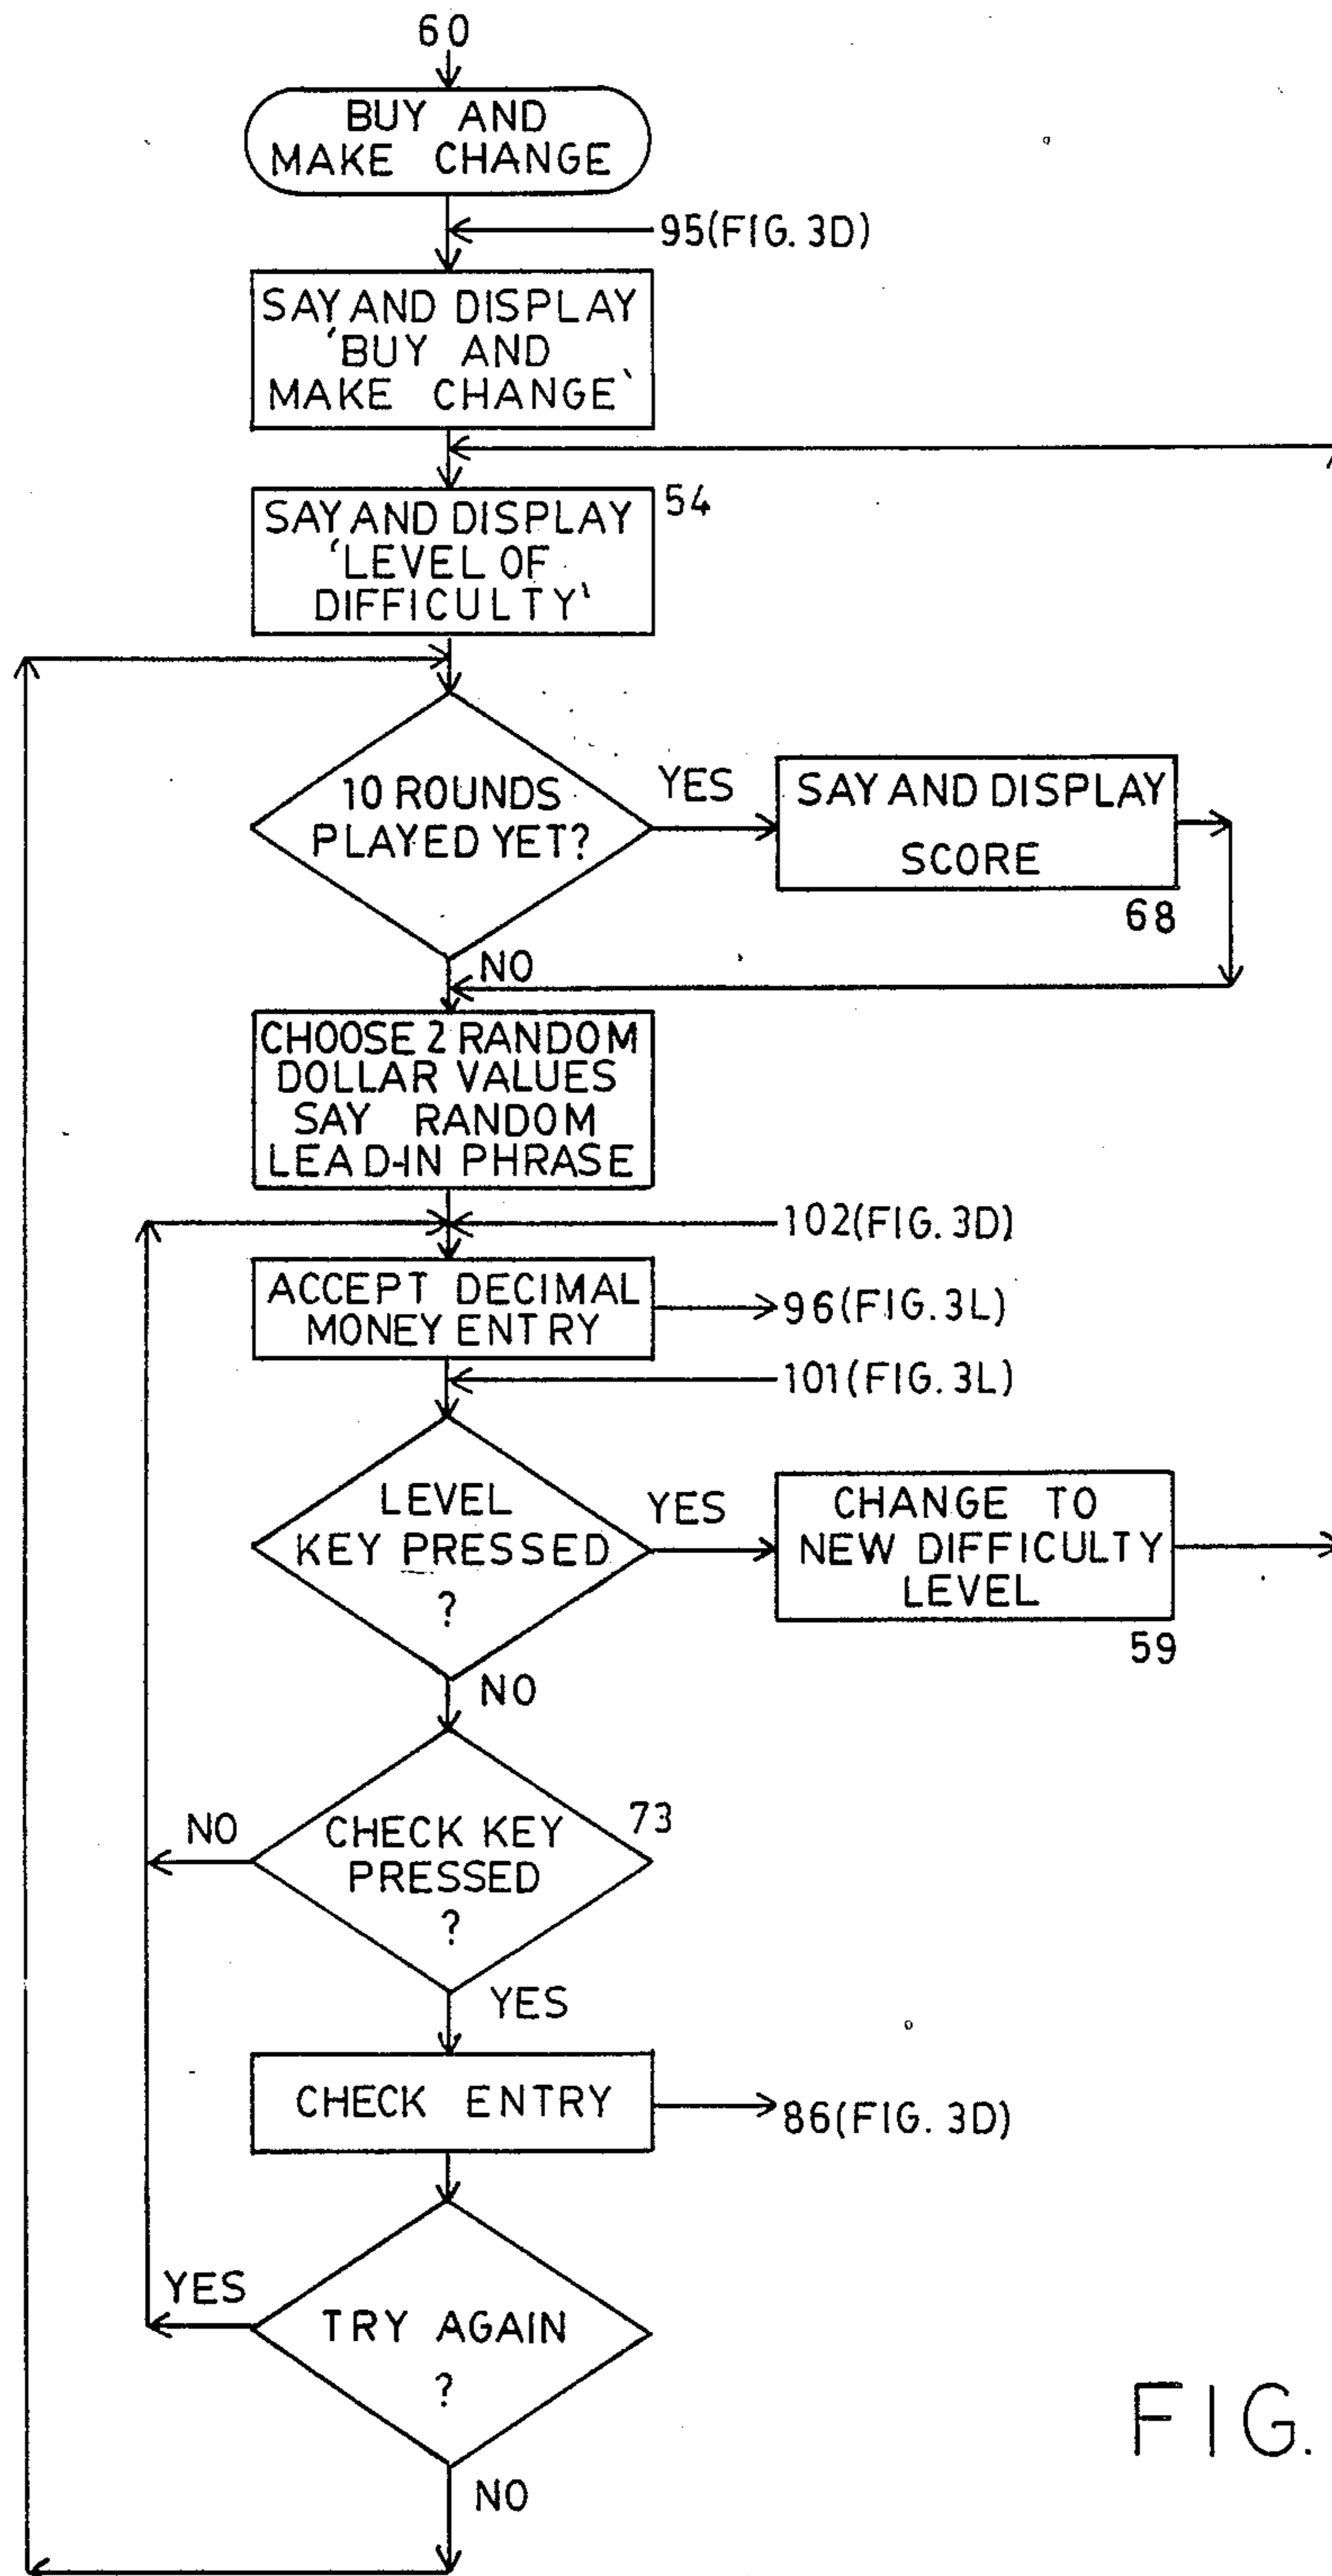 60
BUY AND
MAKE CHANGE
95(FIG. 3D)
SAY AND DISPLAY
'BUY AND
MAKE CHANGE'
SAY AND DISPLAY
54
'LEVEL OF
DIFFICULTY'
10 ROUNDS
PLAYED YET?
YES
SAY AND DISPLAY
SCORE
68
NO
CHOOSE 2 RANDOM
DOLLAR VALUES
SAY RANDOM
LEAD-IN PHRASE
102(FIG. 3D)
ACCEPT DECIMAL
MONEY ENTRY
96(FIG. 3L)
101(FIG. 3L)
LEVEL
KEY PRESSED
?
YES
CHANGE TO
NEW DIFFICULTY
LEVEL
59
NO
CHECK KEY
PRESSED
?
73
NO
YES
CHECK ENTRY
86(FIG. 3D)
TRY AGAIN
?
YES
NO
FIG.